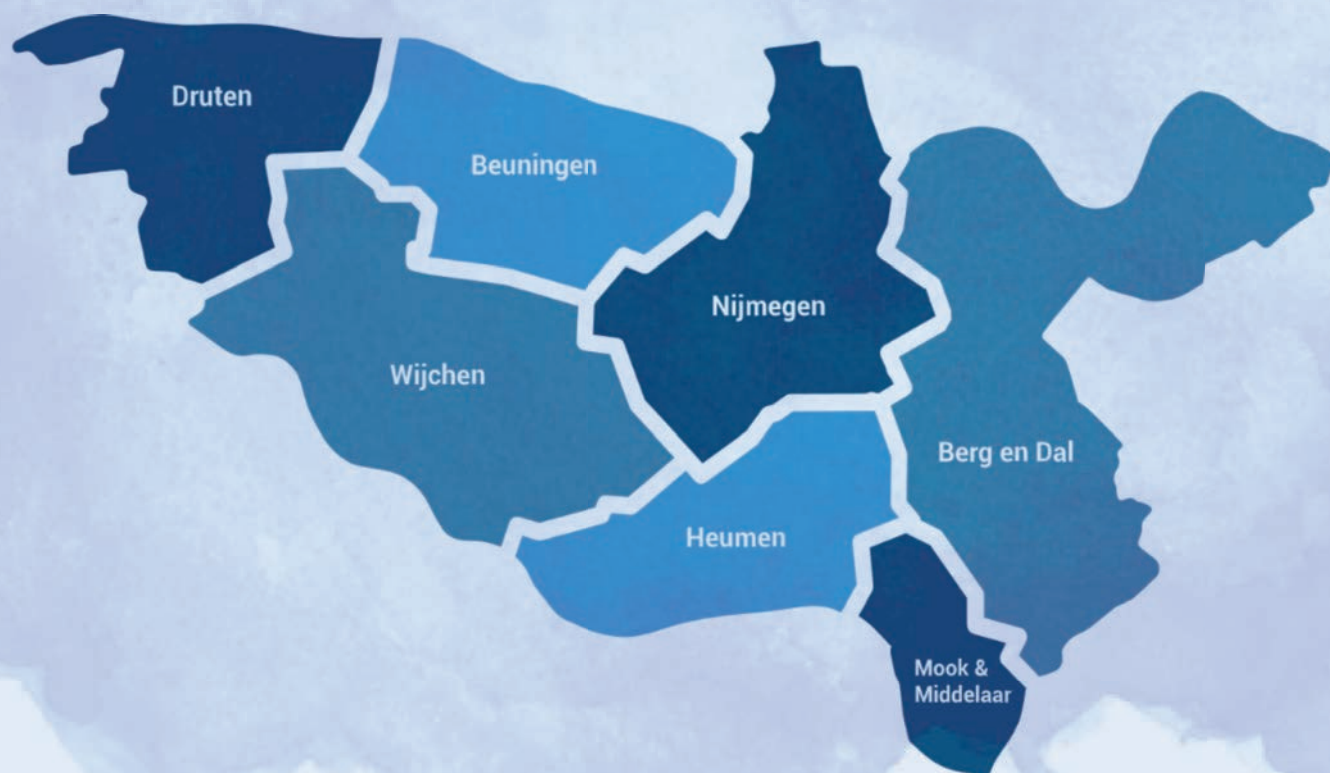 Druten
Beuningen
Nijmegen
Wijchen
Berg en Dal
Heumen
Mook &
Middelaar